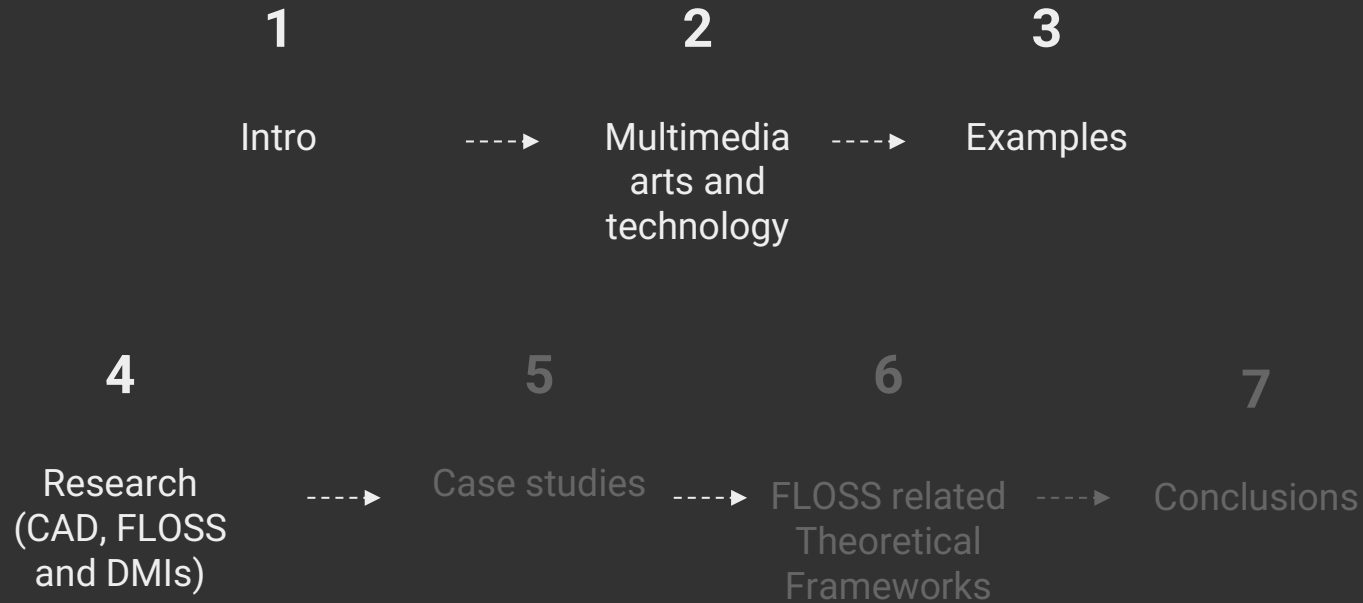 1
Intro
2
Multimedia
arts and
technology
3
Examples
4
Research
(CAD, FLOSS
and DMIs)
5
Case studies
6
FLOSS related
Theoretical
Frameworks
7
Conclusions